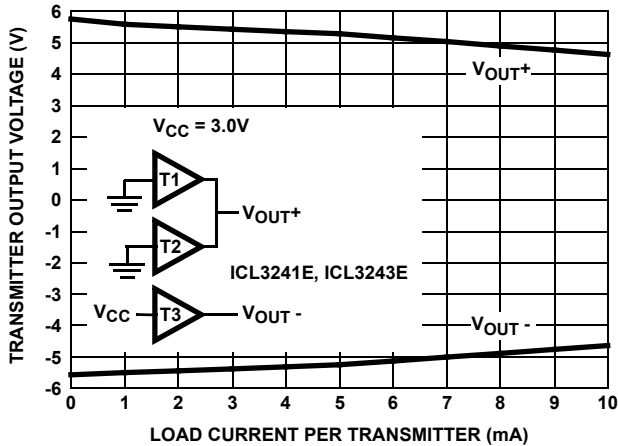 TRANSMITTER OUTPUT VOLTAGE (V)
6
5
4
3
2
1
0
-1
-2
-3
-4
-5
-6
VOUT+
VCC = 3.0V
T1
VOUT+
T2
ICL3241E, ICL3243E
VCC
T3
VOUT -
VOUT -
0 1 2 3 4 5 6 7 8 9 10
LOAD CURRENT PER TRANSMITTER (mA)